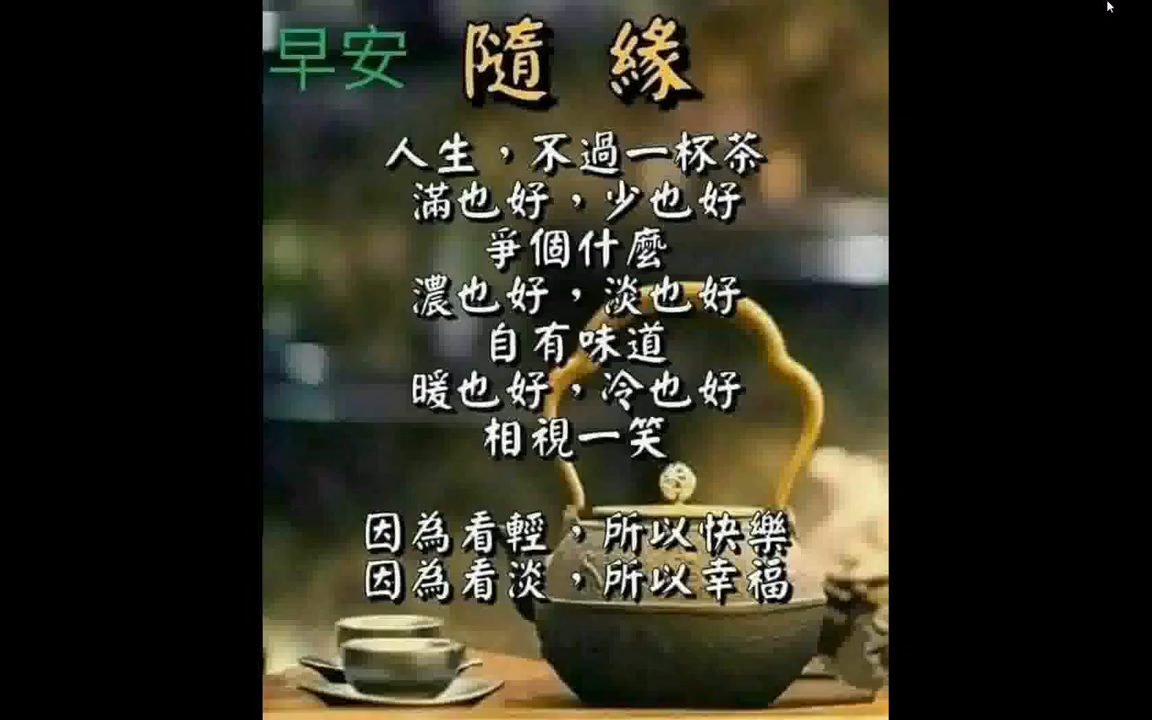 早安 隨緣
人生，不過一杯茶
滿也好，少也好
爭個什麼
濃也好，淡也好
自有味道
暖也好，冷也好
相視一笑
因為看輕，所以快樂
因為看淡，所以幸福